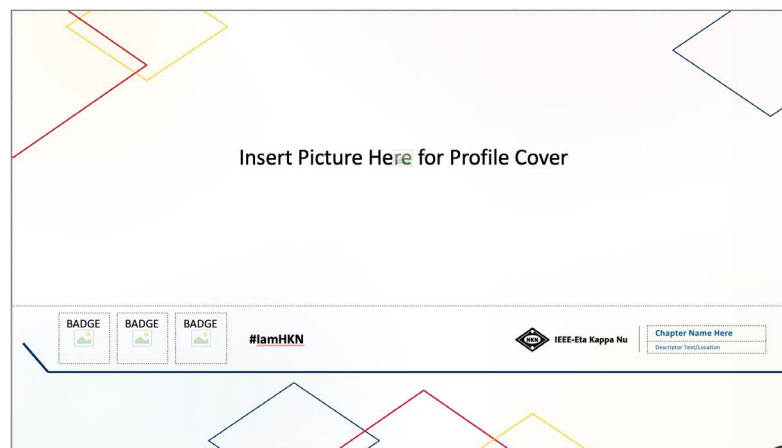 Insert Picture Here for Profile Cover
BADGE BADGE BADGE
#IamHKN
HKN
IEEE-Eta Kappa Nu
Chapter Name Here
Descriptor Text/Location